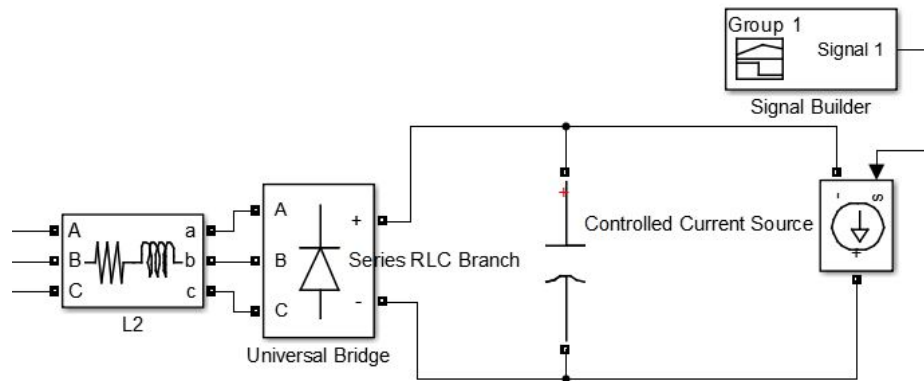 Group 1
Signal 1
Signal Builder
A a
B b
C c
L2
A +
B
C -
Universal Bridge
Series RLC Branch
+
Controlled Current Source
- s
+